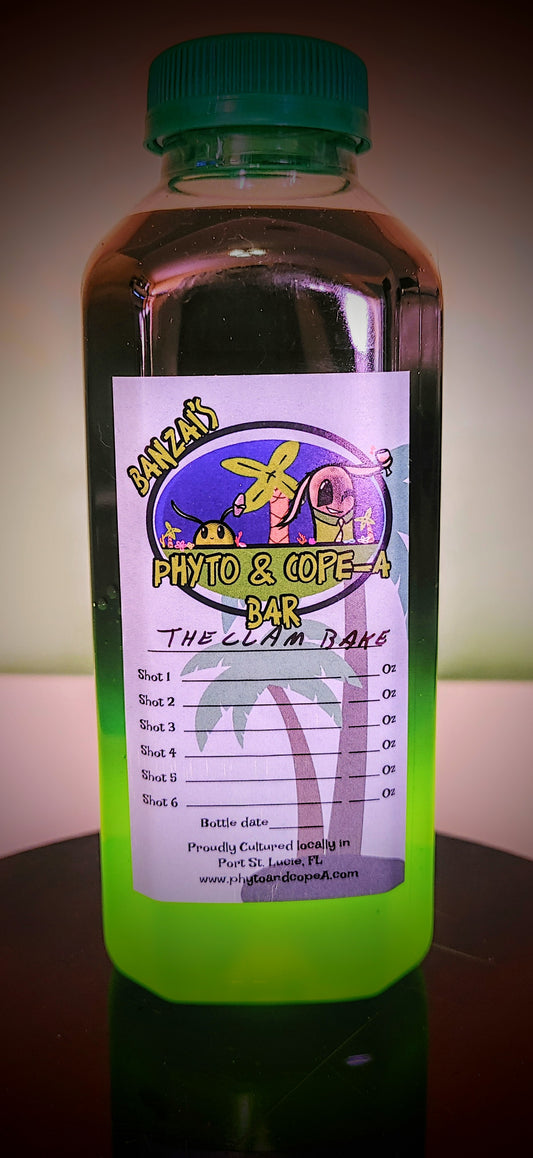 BANZAI'S
PHYTO & COPE-A
BAR
THE CLAM BAKE
Shot 1 Oz
Shot 2 Oz
Shot 3 Oz
Shot 4 Oz
Shot 5 Oz
Shot 6 Oz
Bottle date
Proudly Cultured locally in
Port St. Lucie, FL
www.phytoandcopeA.com